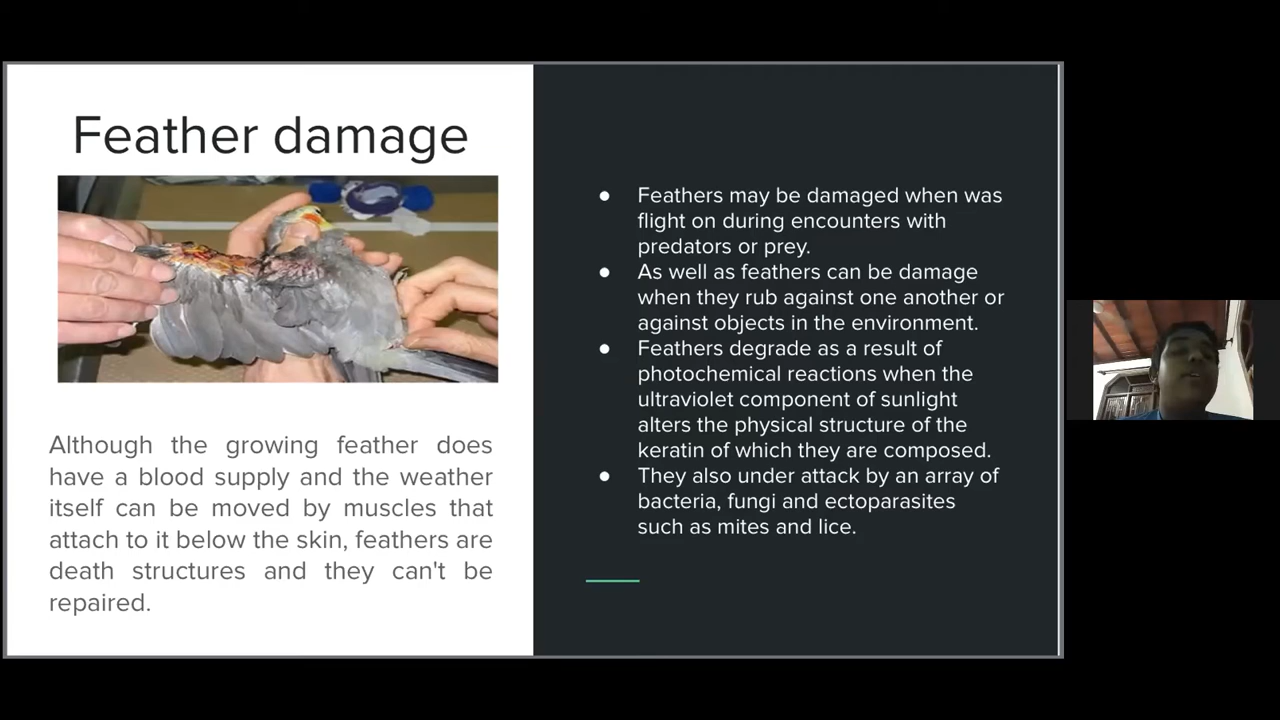 Feather damage
Although the growing feather does
have a blood supply and the weather
itself can be moved by muscles that
attach to it below the skin, feathers are
death structures and they can't be
repaired.
● Feathers may be damaged when was
flight on during encounters with
predators or prey.
● As well as feathers can be damage
when they rub against one another or
against objects in the environment.
● Feathers degrade as a result of
photochemical reactions when the
ultraviolet component of sunlight
alters the physical structure of the
keratin of which they are composed.
● They also under attack by an array of
bacteria, fungi and ectoparasites
such as mites and lice.